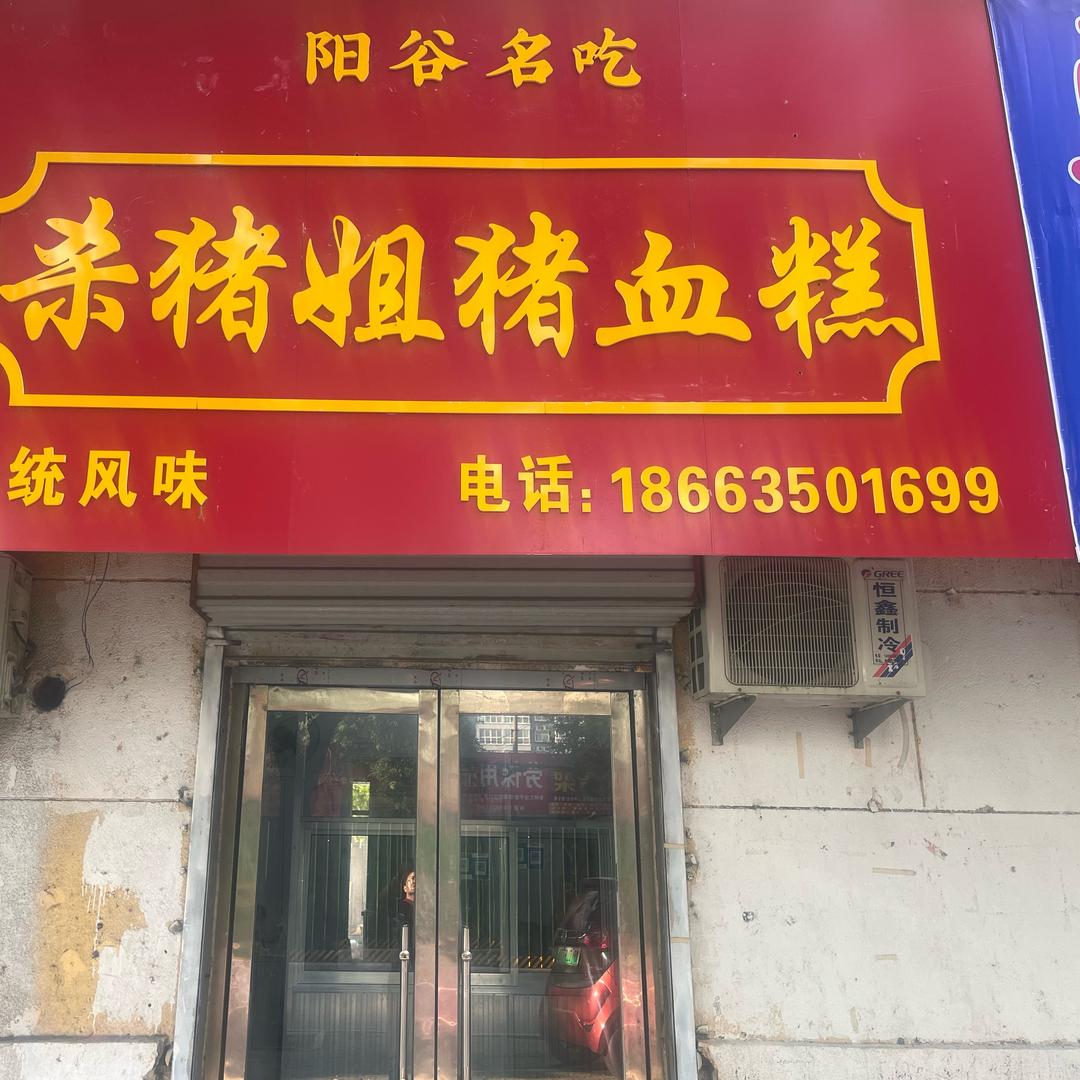 阳谷名吃
杀猪姐猪血糕
统风味
电话:18663501699
GREE
恒鑫制冷